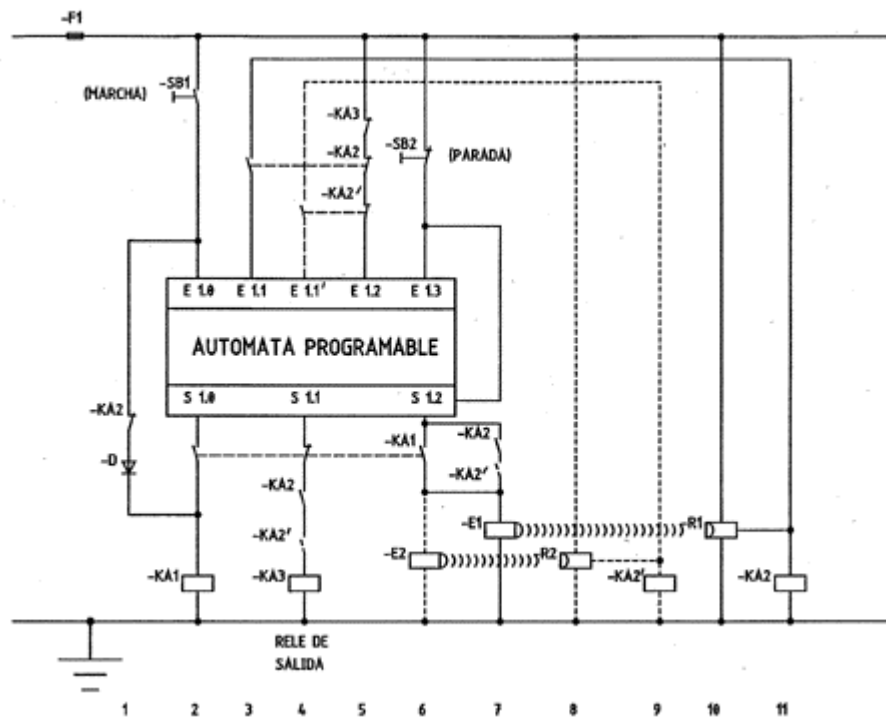 -F1
-SB1
(MARCHA)
-KA3
-KA2
-SB2
(PARADA)
-KA2'
E 1.0 E 1.1 E 1.1' E 1.2 E 1.3
AUTOMATA PROGRAMABLE
S 1.0 S 1.1 S 1.2
-KA2
-KA1
-KA2
-D
-KA2'
-KA2
-KA2'
-E1
-R1
-E2
-R2
-KA1
-KA3
-KA2'
-KA2
RELE DE
SALIDA
1 2 3 4 5 6 7 8 9 10 11